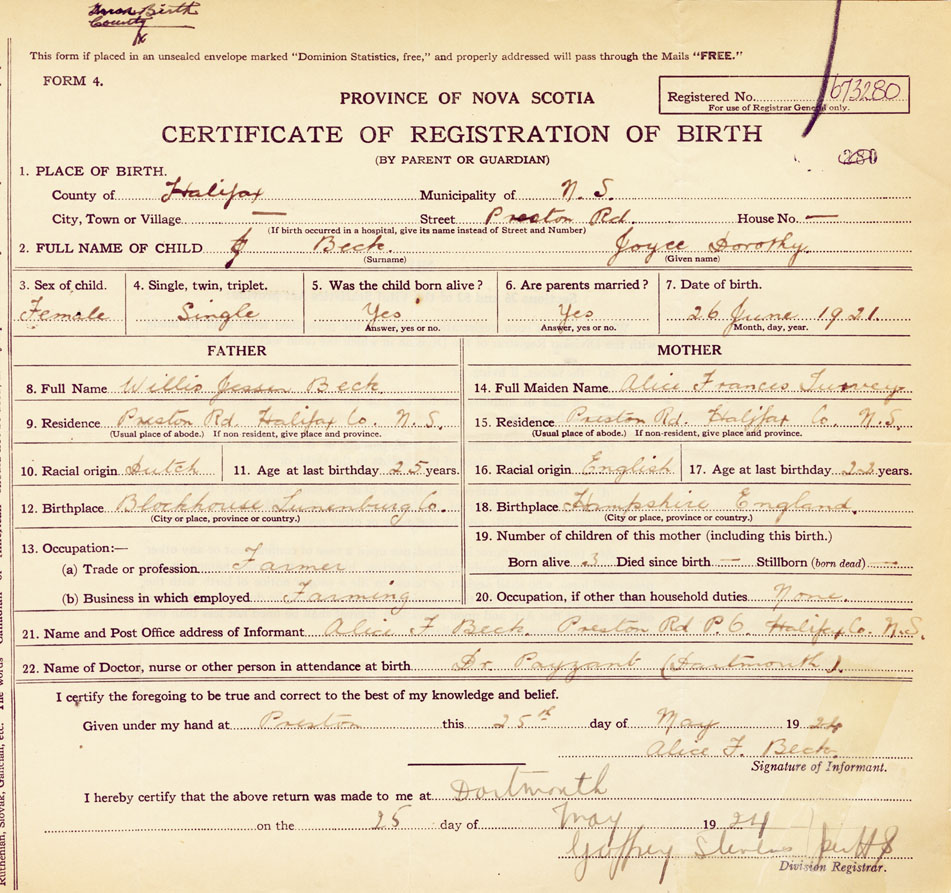 Birth
County
This form if placed in an unsealed envelope marked "Dominion Statistics, free," and properly addressed will pass through the Mails "FREE."
FORM 4.
PROVINCE OF NOVA SCOTIA
Registered No. 673280
For use of Registrar General only.
CERTIFICATE OF REGISTRATION OF BIRTH
(BY PARENT OR GUARDIAN)
1. PLACE OF BIRTH.
County of Halifax Municipality of N. S.
City, Town or Village — Street Preston Rd. House No. —
(If birth occurred in a hospital, give its name instead of Street and Number)
2. FULL NAME OF CHILD Beck. Joyce Dorothy.
(Surname) (Given name)
3. Sex of child. 4. Single, twin, triplet. 5. Was the child born alive? 6. Are parents married? 7. Date of birth.
Female Single Yes Yes 26 June 1921.
Answer, yes or no. Answer, yes or no. Month, day, year.
FATHER MOTHER
8. Full Name Willis Beck 14. Full Maiden Name Alice Frances
9. Residence Preston Rd. Halifax Co. N.S. 15. Residence Preston Rd. Halifax Co. N.S.
(Usual place of abode.) If non-resident, give place and province. (Usual place of abode.) If non-resident, give place and province.
10. Racial origin Dutch 11. Age at last birthday 25 years. 16. Racial origin English 17. Age at last birthday 22 years.
12. Birthplace Blockhouse Lunenburg Co. 18. Birthplace Hampshire England.
(City or place, province or country.) (City or place, province or country.)
13. Occupation:— 19. Number of children of this mother (including this birth.)
(a) Trade or profession Farmer Born alive 3 Died since birth — Stillborn (born dead) —
(b) Business in which employed Farming 20. Occupation, if other than household duties None.
21. Name and Post Office address of Informant Alice F Beck. Preston Rd P.O. Halifax Co. N.S.
22. Name of Doctor, nurse or other person in attendance at birth Dr. Payzant (Dartmouth).
I certify the foregoing to be true and correct to the best of my knowledge and belief.
Given under my hand at Preston this 25th day of May 1924
Alice F. Beck.
Signature of Informant.
I hereby certify that the above return was made to me at Dartmouth
on the 25 day of May 1924
Geoffrey Stevens per HS
Division Registrar.
Ruthenian, Slovak, Galician, etc. The words